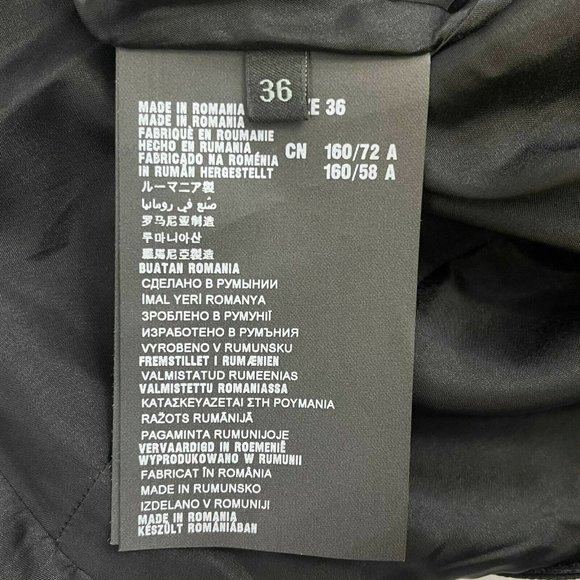 36
MADE IN ROMANIA
MADE IN ROMANIA
FABRIQUÉ EN ROUMANIE
HECHO EN RUMANIA
FABRICADO NA ROMÉNIA
IN RUMÄN HERGESTELLT
36
CN 160/72 A
160/58 A
ルーマニア製
صُنع في رومانيا
罗马尼亚制造
루마니아산
羅馬尼亞製造
BUATAN ROMANIA
СДЕЛАНО В РУМЫНИИ
İMAL YERİ ROMANYA
ЗРОБЛЕНО В РУМУНІЇ
ИЗРАБОТЕНО В РУМЪНИЯ
VYROBENO V RUMUNSKU
FREMSTILLET I RUMÆNIEN
VALMISTATUD RUMEENIAS
VALMISTETTU ROMANIASSA
ΚΑΤΑΣΚΕΥΑΖΕΤΑΙ ΣΤΗ ΡΟΥΜΑΝΙΑ
RAŽOTS RUMĀNIJĀ
PAGAMINTA RUMUNIJOJE
VERVAARDIGD IN ROEMENIË
WYPRODUKOWANO W RUMUNII
FABRICAT ÎN ROMÂNIA
MADE IN RUMUNSKO
IZDELANO V ROMUNIJI
MADE IN ROMANIA
KÉSZÜLT ROMÁNIÁBAN